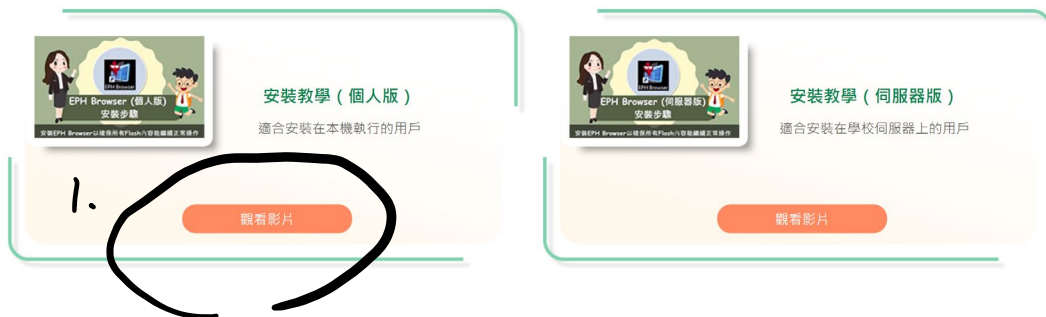 EPH Browser
EPH Browser (個人版)
安裝步驟
安裝EPH Browser以確保所有Flash內容能繼續正常操作
安裝教學 ( 個人版 )
適合安裝在本機執行的用戶
1.
觀看影片
EPH Browser
EPH Browser (伺服器版)
安裝步驟
安裝EPH Browser以確保所有Flash內容能繼續正常操作
安裝教學 ( 伺服器版 )
適合安裝在學校伺服器上的用戶
觀看影片